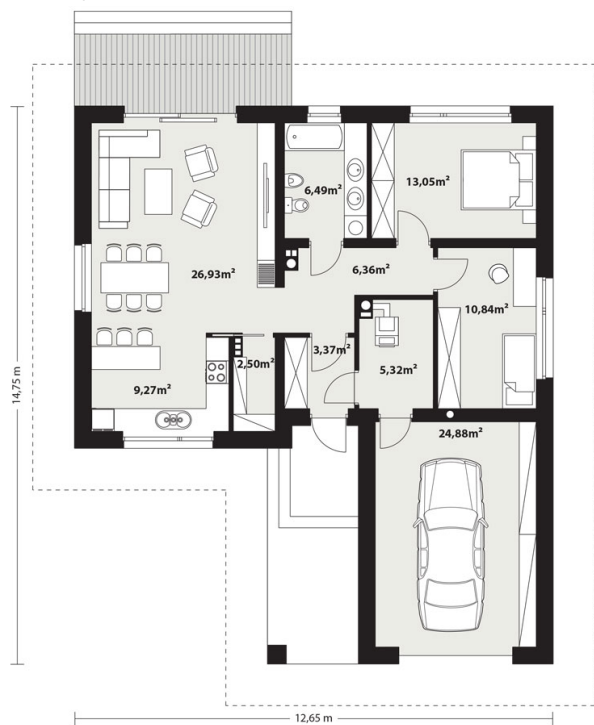 6,49m²
13,05m²
26,93m²
6,36m²
10,84m²
3,37m²
2,50m²
5,32m²
9,27m²
24,88m²
14,75 m
12,65 m